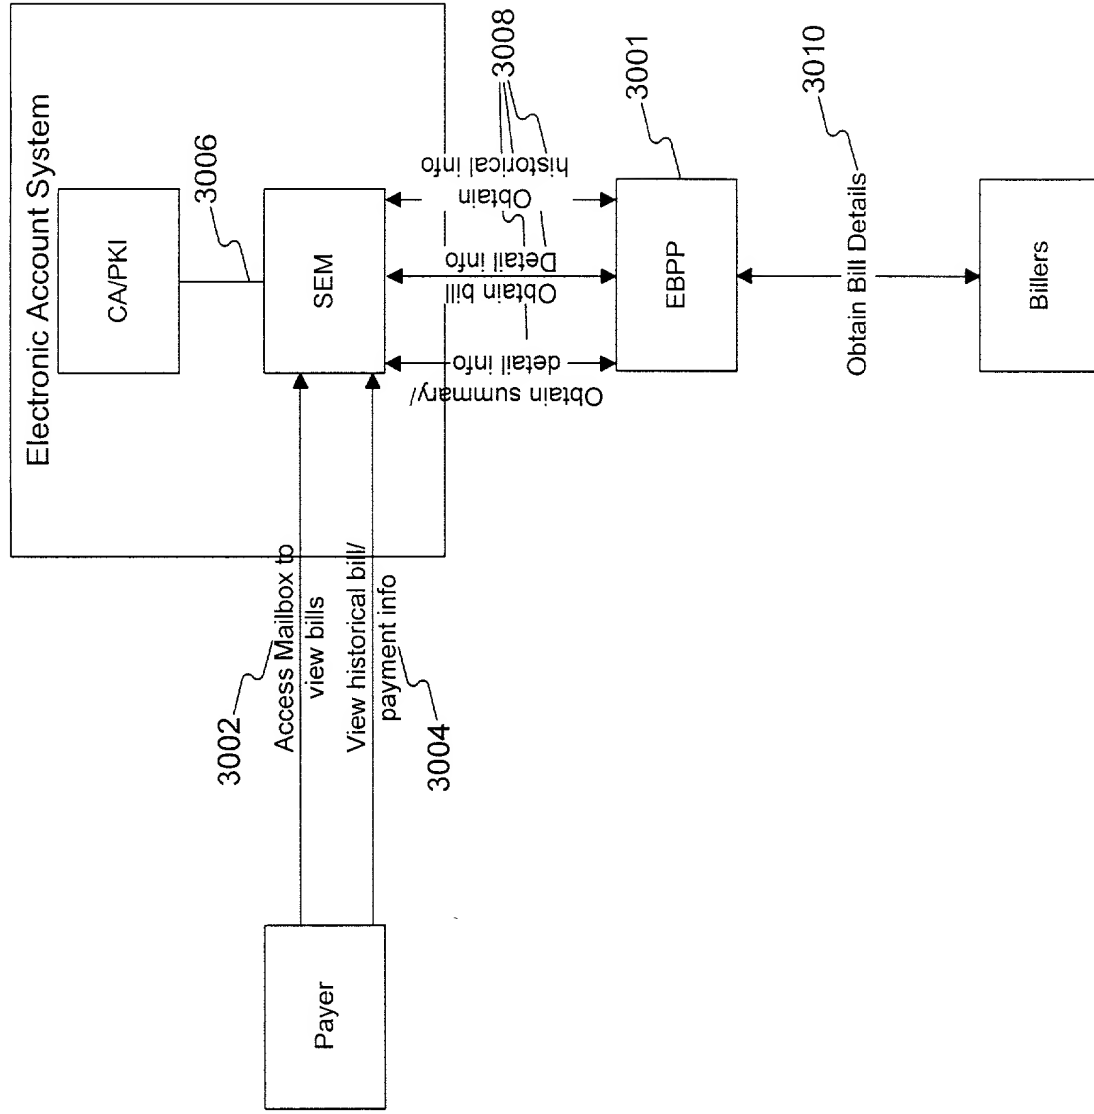 Electronic Account System
CA/PKI
3006
SEM
3002
Access Mailbox to
view bills
View historical bill/
payment info
3004
Payer
Obtain summary/
detail info
Obtain bill
Detail info
Obtain
historical info
3008
EBPP
3001
Obtain Bill Details
3010
Billers